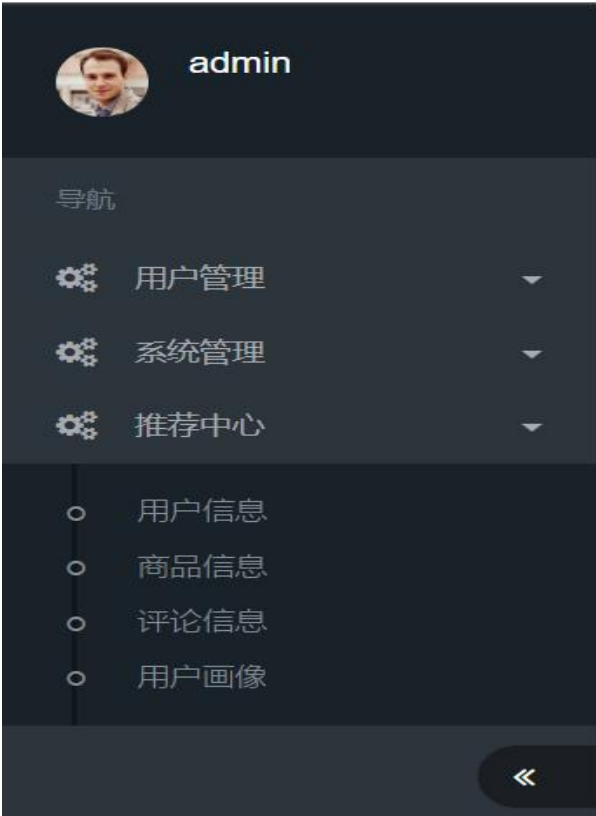 admin
导航
用户管理
系统管理
推荐中心
用户信息
商品信息
评论信息
用户画像